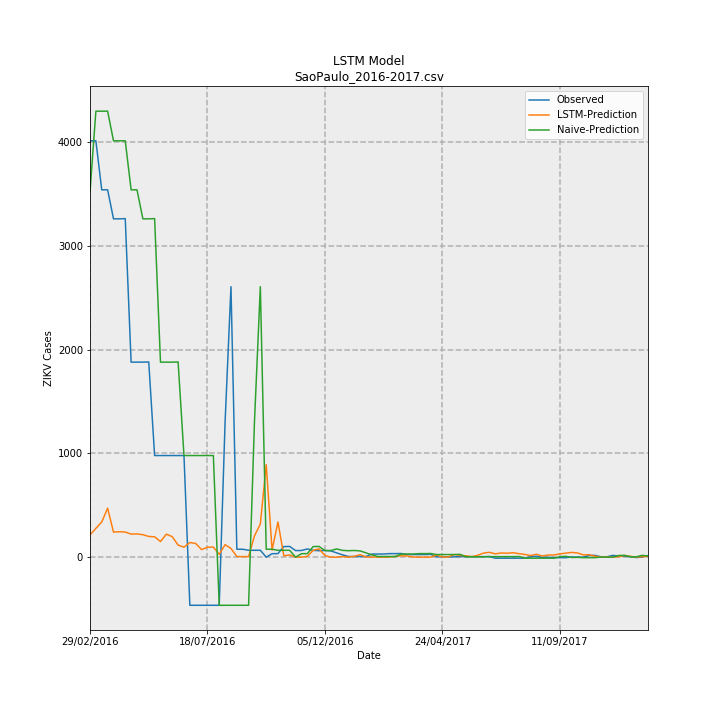 LSTM Model
SaoPaulo_2016-2017.csv
Observed
LSTM-Prediction
Naive-Prediction
4000
3000
2000
1000
0
ZIKV Cases
29/02/2016 18/07/2016 05/12/2016 24/04/2017 11/09/2017
Date